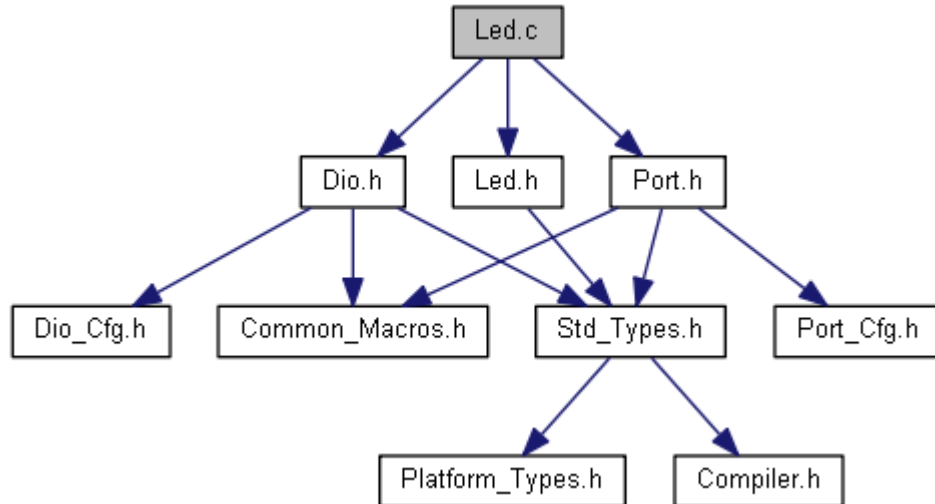 Led.c
Dio.h
Led.h
Port.h
Dio_Cfg.h
Common_Macros.h
Std_Types.h
Port_Cfg.h
Platform_Types.h
Compiler.h